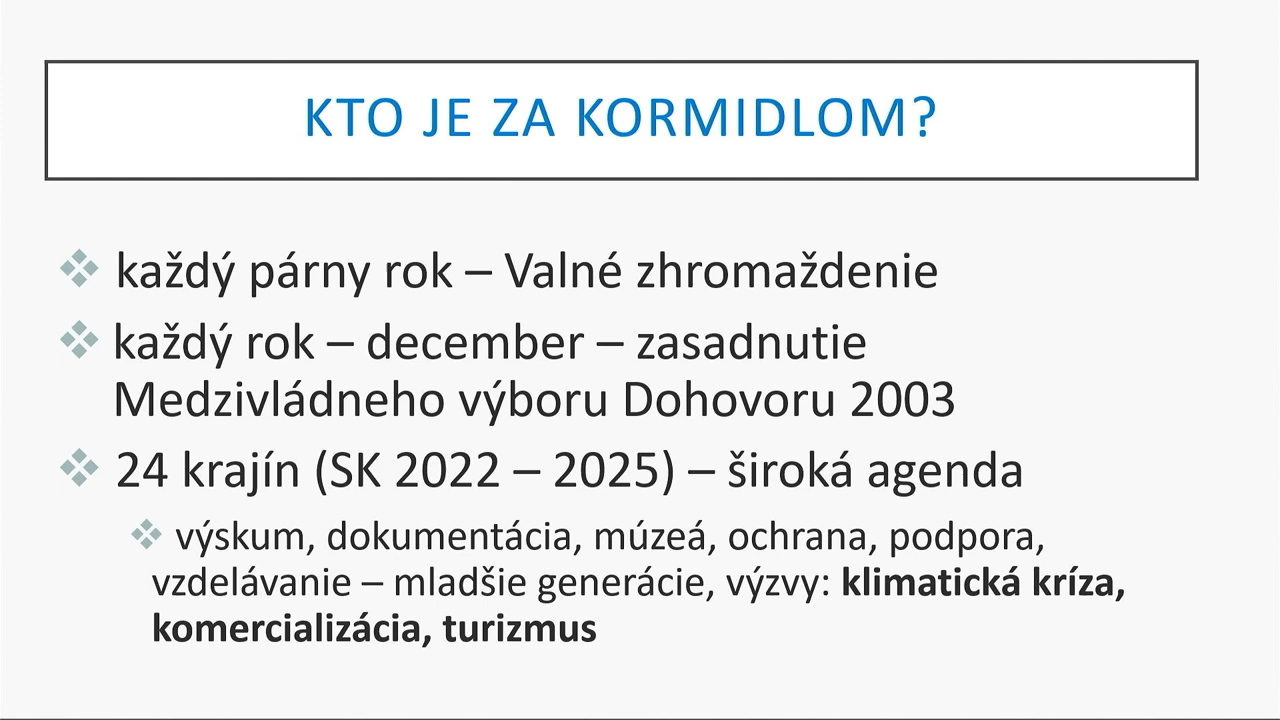 KTO JE ZA KORMIDLOM?
každý párny rok – Valné zhromaždenie
každý rok – december – zasadnutie
Medzivládneho výboru Dohovoru 2003
24 krajín (SK 2022 – 2025) – široká agenda
výskum, dokumentácia, múzeá, ochrana, podpora,
vzdelávanie – mladšie generácie, výzvy: klimatická kríza,
komercializácia, turizmus